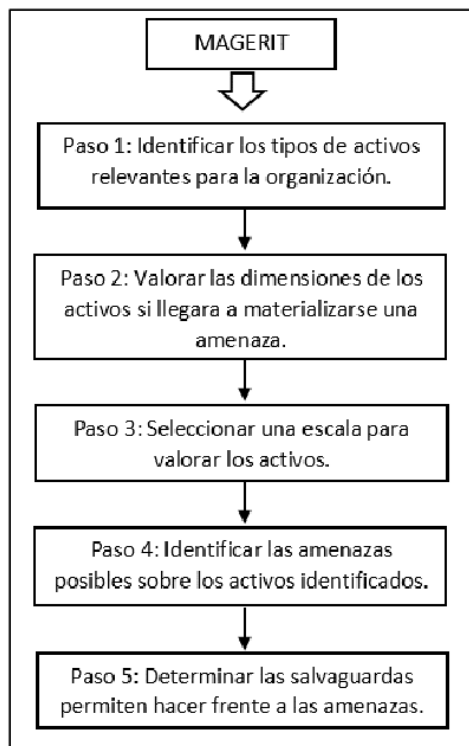 MAGERIT
Paso 1: Identificar los tipos de activos
relevantes para la organización.
Paso 2: Valorar las dimensiones de los
activos si llegara a materializarse una
amenaza.
Paso 3: Seleccionar una escala para
valorar los activos.
Paso 4: Identificar las amenazas
posibles sobre los activos identificados.
Paso 5: Determinar las salvaguardas
permiten hacer frente a las amenazas.